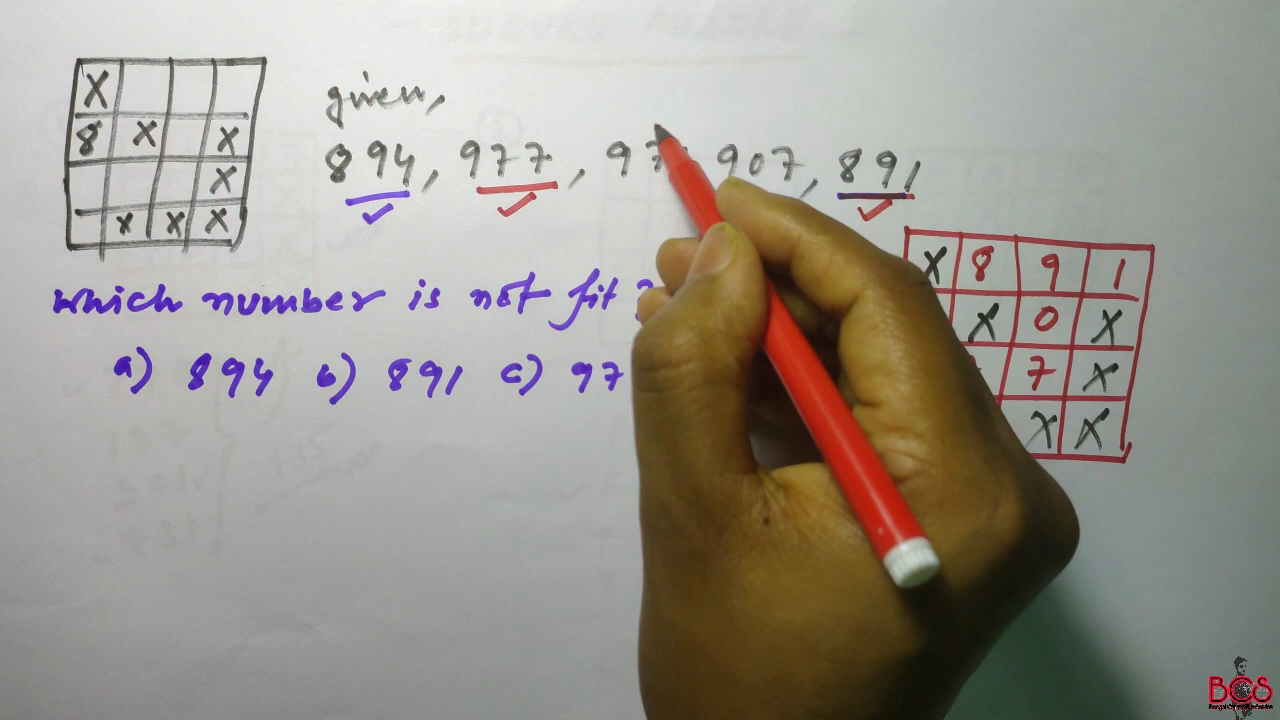 X
8 X X
X
X X X
given,
894, 977, 97 907, 891
which number is not fit ?
a) 894 b) 891 c) 97
X 8 9 1
X 0 X
7 X
X X
BCS